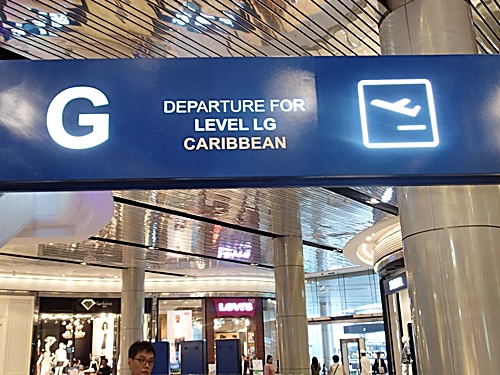 G
DEPARTURE FOR
LEVEL LG
CARIBBEAN
LEVI'S